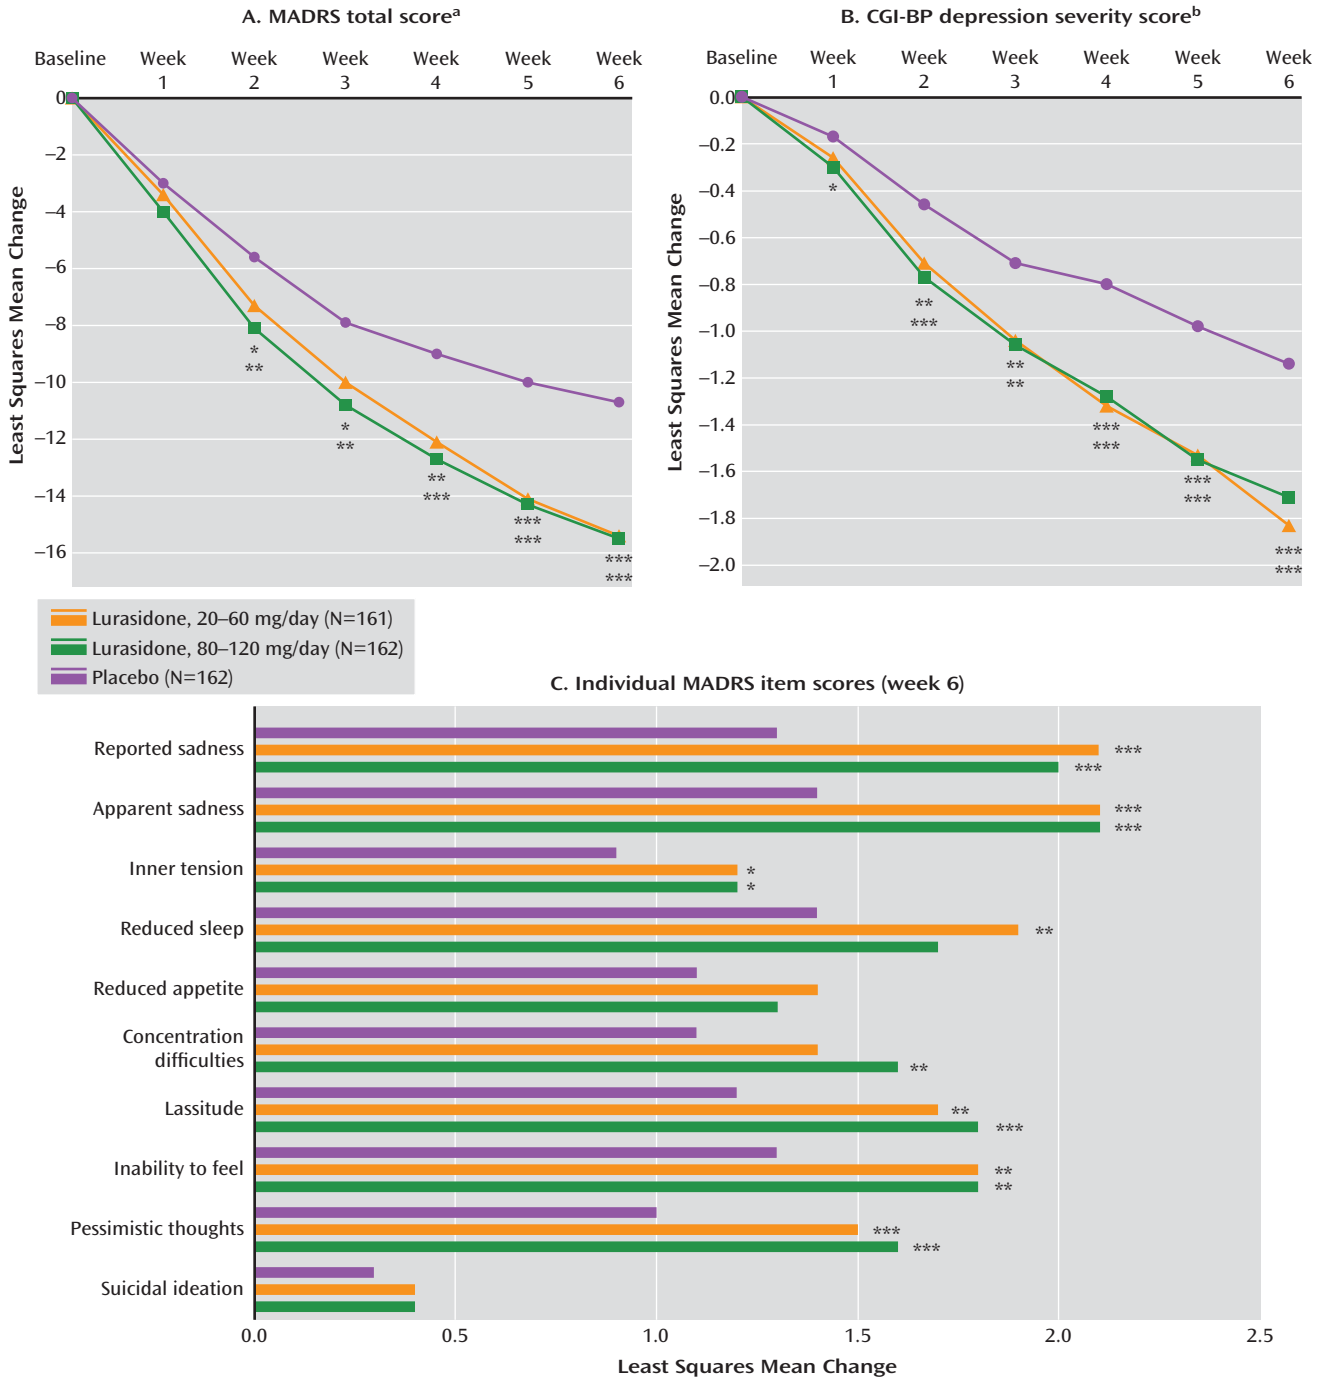 A. MADRS total scoreᵃ
Baseline Week 1 Week 2 Week 3 Week 4 Week 5 Week 6
0
–2
–4
–6
–8
–10
–12
–14
–16
Least Squares Mean Change
*
**
*
**
**
***
***
***
***
***
B. CGI-BP depression severity scoreᵇ
Baseline Week 1 Week 2 Week 3 Week 4 Week 5 Week 6
0.0
–0.2
–0.4
–0.6
–0.8
–1.0
–1.2
–1.4
–1.6
–1.8
–2.0
Least Squares Mean Change
*
**
***
**
**
***
***
***
***
***
***
Lurasidone, 20–60 mg/day (N=161)
Lurasidone, 80–120 mg/day (N=162)
Placebo (N=162)
C. Individual MADRS item scores (week 6)
Reported sadness
***
***
Apparent sadness
***
***
Inner tension
*
*
Reduced sleep
**
Reduced appetite
Concentration
difficulties
**
Lassitude
**
***
Inability to feel
**
**
Pessimistic thoughts
***
***
Suicidal ideation
0.0 0.5 1.0 1.5 2.0 2.5
Least Squares Mean Change